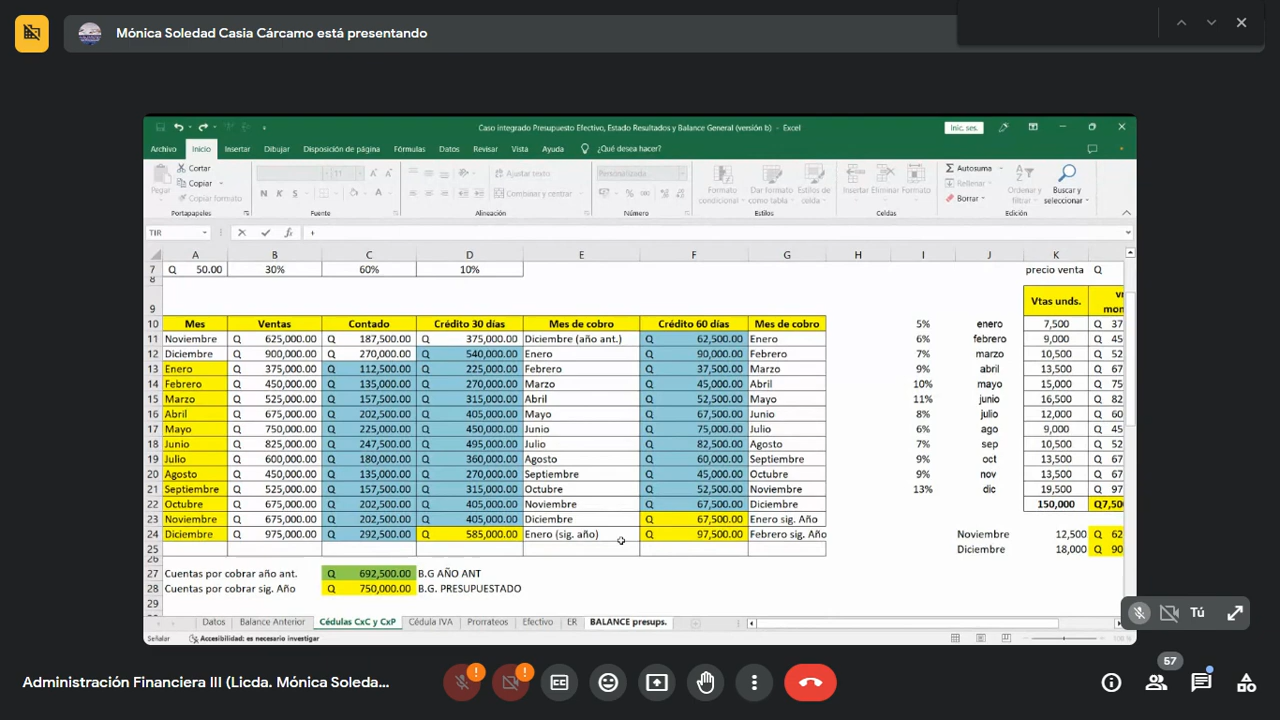 Mónica Soledad Casia Cárcamo está presentando
Caso integrado Presupuesto Efectivo, Estado Resultados y Balance General (versión b) - Excel
Inic. ses.
Archivo Inicio Insertar Dibujar Disposición de página Fórmulas Datos Revisar Vista Ayuda ¿Qué desea hacer?
Pegar Cortar Copiar Copiar formato
N K S 11 Ajustar texto Combinar y centrar Personalizada % 000
Formato condicional Dar formato como tabla Estilos de celda
Insertar Eliminar Formato
Autosuma Rellenar Borrar
Ordenar y filtrar Buscar y seleccionar
Portapapeles Fuente Alineación Número Estilos Celdas Edición
TIR fx +
A B C D E F G H I J K
7 Q 50.00 30% 60% 10% precio venta Q
8
9 Vtas unds.
10 Mes Ventas Contado Crédito 30 días Mes de cobro Crédito 60 días Mes de cobro 5% enero 7,500 Q 37
11 Noviembre Q 625,000.00 Q 187,500.00 Q 375,000.00 Diciembre (año ant.) Q 62,500.00 Enero 6% febrero 9,000 Q 45
12 Diciembre Q 900,000.00 Q 270,000.00 Q 540,000.00 Enero Q 90,000.00 Febrero 7% marzo 10,500 Q 52
13 Enero Q 375,000.00 Q 112,500.00 Q 225,000.00 Febrero Q 37,500.00 Marzo 9% abril 13,500 Q 67
14 Febrero Q 450,000.00 Q 135,000.00 Q 270,000.00 Marzo Q 45,000.00 Abril 10% mayo 15,000 Q 75
15 Marzo Q 525,000.00 Q 157,500.00 Q 315,000.00 Abril Q 52,500.00 Mayo 11% junio 16,500 Q 82
16 Abril Q 675,000.00 Q 202,500.00 Q 405,000.00 Mayo Q 67,500.00 Junio 8% julio 12,000 Q 60
17 Mayo Q 750,000.00 Q 225,000.00 Q 450,000.00 Junio Q 75,000.00 Julio 6% ago 9,000 Q 45
18 Junio Q 825,000.00 Q 247,500.00 Q 495,000.00 Julio Q 82,500.00 Agosto 7% sep 10,500 Q 52
19 Julio Q 600,000.00 Q 180,000.00 Q 360,000.00 Agosto Q 60,000.00 Septiembre 9% oct 13,500 Q 67
20 Agosto Q 450,000.00 Q 135,000.00 Q 270,000.00 Septiembre Q 45,000.00 Octubre 9% nov 13,500 Q 67
21 Septiembre Q 525,000.00 Q 157,500.00 Q 315,000.00 Octubre Q 52,500.00 Noviembre 13% dic 19,500 Q 97
22 Octubre Q 675,000.00 Q 202,500.00 Q 405,000.00 Noviembre Q 67,500.00 Diciembre 150,000 Q7,50
23 Noviembre Q 675,000.00 Q 202,500.00 Q 405,000.00 Diciembre Q 67,500.00 Enero sig. Año
24 Diciembre Q 975,000.00 Q 292,500.00 Q 585,000.00 Enero (sig. año) Q 97,500.00 Febrero sig. Año Noviembre 12,500 Q 62
25 Diciembre 18,000 Q 90
26
27 Cuentas por cobrar año ant. Q 692,500.00 B.G AÑO ANT
28 Cuentas por cobrar sig. Año Q 750,000.00 B.G. PRESUPUESTADO
29
Datos Balance Anterior Cédulas CxC y CxP Cédula IVA Prorrateos Efectivo ER BALANCE presups.
Señalar Accesibilidad: es necesario investigar
Tú
57
Administración Financiera III (Licda. Mónica Soleda...